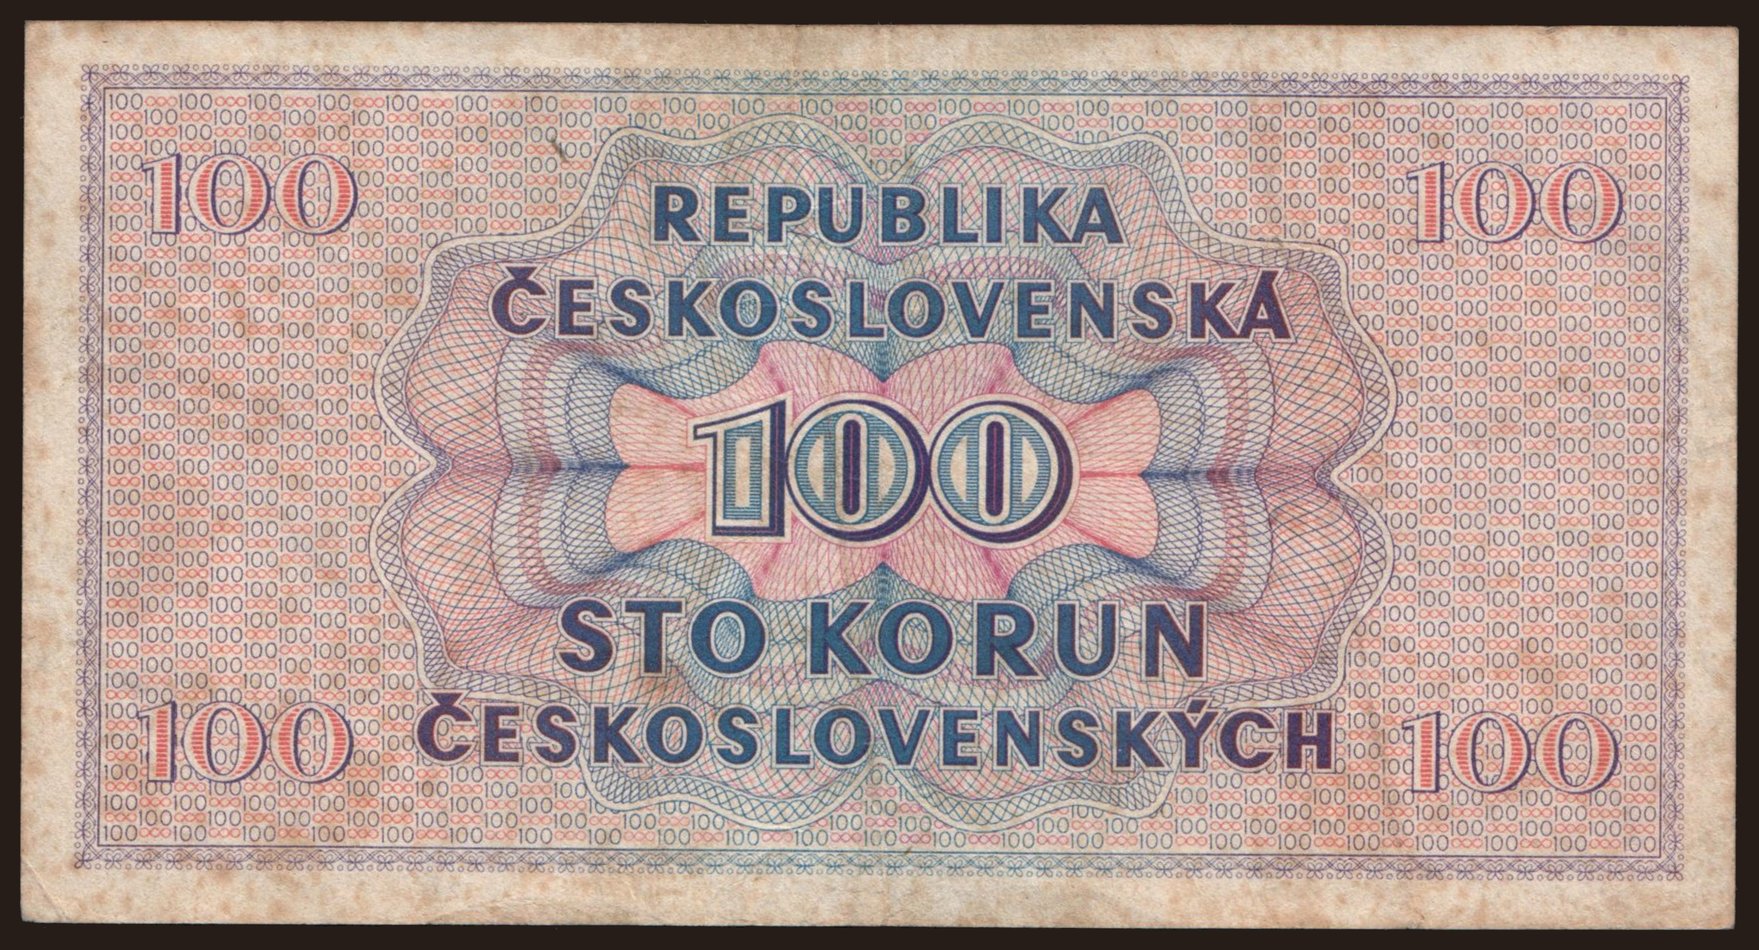 100 100
REPUBLIKA
ČESKOSLOVENSKÁ
100
STO KORUN
ČESKOSLOVENSKÝCH
100 100